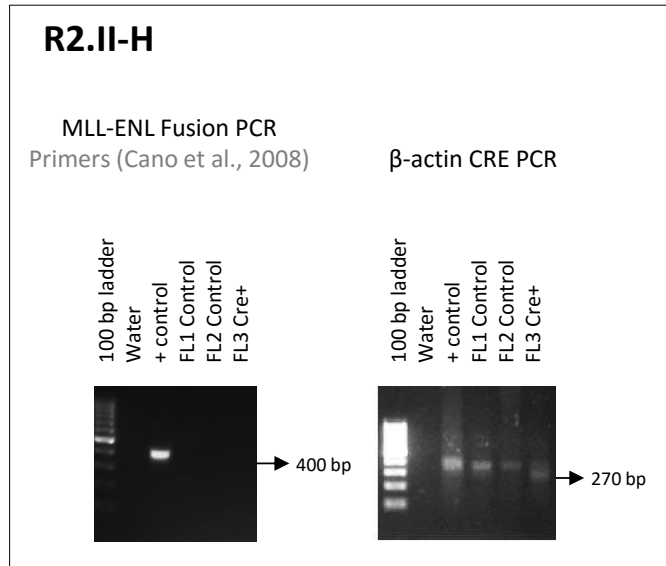 R2.II-H
MLL-ENL Fusion PCR
Primers (Cano et al., 2008)
100 bp ladder
Water
+ control
FL1 Control
FL2 Control
FL3 Cre+
400 bp
β-actin CRE PCR
100 bp ladder
Water
+ control
FL1 Control
FL2 Control
FL3 Cre+
270 bp